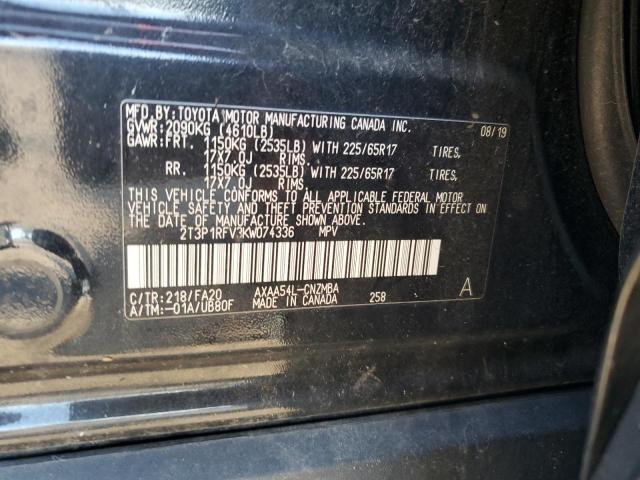 MFD. BY: TOYOTA MOTOR MANUFACTURING CANADA INC.
GVWR: 2090KG (4610LB) 08/19
GAWR: FRT. 1150KG (2535LB) WITH 225/65R17 TIRES,
17X7.0J RIMS,
RR. 1150KG (2535LB) WITH 225/65R17 TIRES,
17X7.0J RIMS.
THIS VEHICLE CONFORMS TO ALL APPLICABLE FEDERAL MOTOR
VEHICLE SAFETY AND THEFT PREVENTION STANDARDS IN EFFECT ON
THE DATE OF MANUFACTURE SHOWN ABOVE.
2T3P1RFV3KW074336 MPV
C/TR: 218/FA20 AXAA54L-CNZMBA
A/TM: -01A/UB80F MADE IN CANADA 258 A